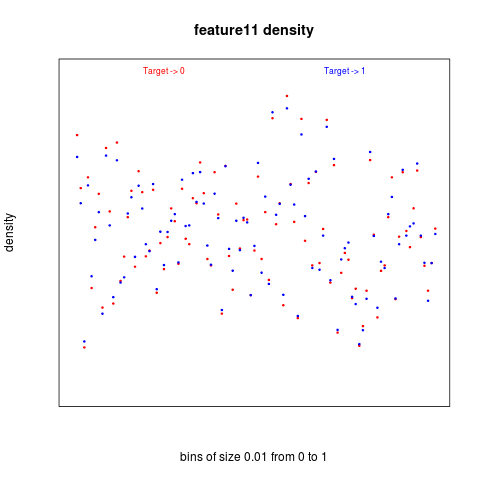 feature11 density
Target -> 0 Target -> 1
density
bins of size 0.01 from 0 to 1